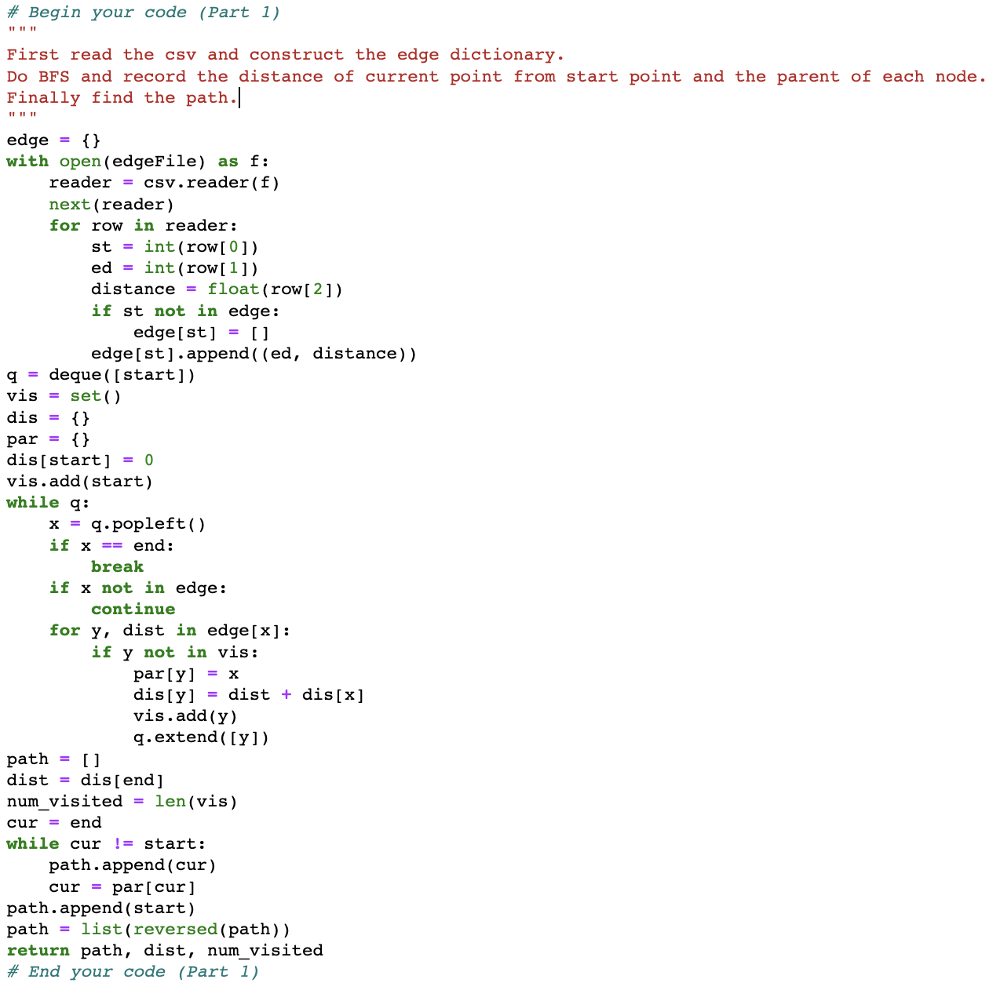 # Begin your code (Part 1)
"""
First read the csv and construct the edge dictionary.
Do BFS and record the distance of current point from start point and the parent of each node.
Finally find the path.
"""
edge = {}
with open(edgeFile) as f:
    reader = csv.reader(f)
    next(reader)
    for row in reader:
        st = int(row[0])
        ed = int(row[1])
        distance = float(row[2])
        if st not in edge:
            edge[st] = []
        edge[st].append((ed, distance))
q = deque([start])
vis = set()
dis = {}
par = {}
dis[start] = 0
vis.add(start)
while q:
    x = q.popleft()
    if x == end:
        break
    if x not in edge:
        continue
    for y, dist in edge[x]:
        if y not in vis:
            par[y] = x
            dis[y] = dist + dis[x]
            vis.add(y)
            q.extend([y])
path = []
dist = dis[end]
num_visited = len(vis)
cur = end
while cur != start:
    path.append(cur)
    cur = par[cur]
path.append(start)
path = list(reversed(path))
return path, dist, num_visited
# End your code (Part 1)